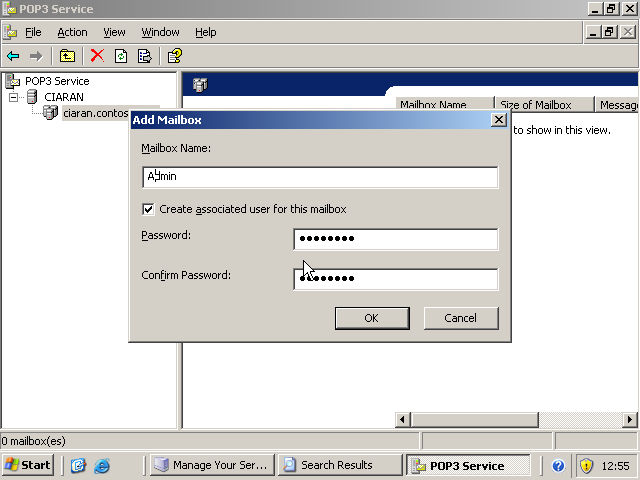 POP3 Service
File Action View Window Help
POP3 Service
CIARAN
ciaran.contos
Mailbox Name Size of Mailbox Messag
to show in this view.
Add Mailbox
Mailbox Name:
Create associated user for this mailbox
Password:
Confirm Password:
OK Cancel
0 mailbox(es)
Start Manage Your Ser... Search Results POP3 Service 12:55